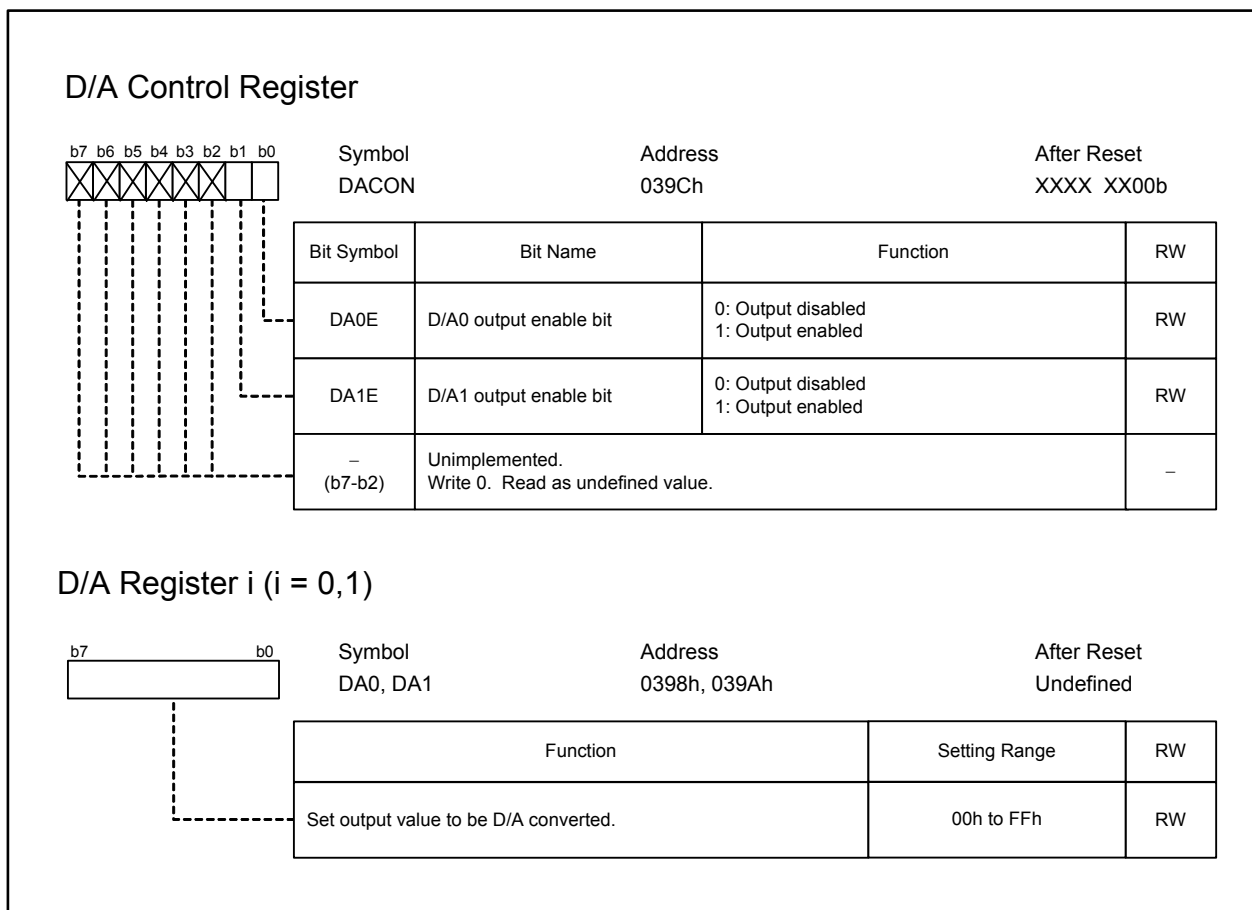 D/A Control Register
b7 b6 b5 b4 b3 b2 b1 b0
Symbol Address After Reset
DACON 039Ch XXXX XX00b
Bit Symbol Bit Name Function RW
DA0E D/A0 output enable bit 0: Output disabled
1: Output enabled RW
DA1E D/A1 output enable bit 0: Output disabled
1: Output enabled RW
–
(b7-b2) Unimplemented.
Write 0. Read as undefined value. –
D/A Register i (i = 0,1)
b7 b0
Symbol Address After Reset
DA0, DA1 0398h, 039Ah Undefined
Function Setting Range RW
Set output value to be D/A converted. 00h to FFh RW